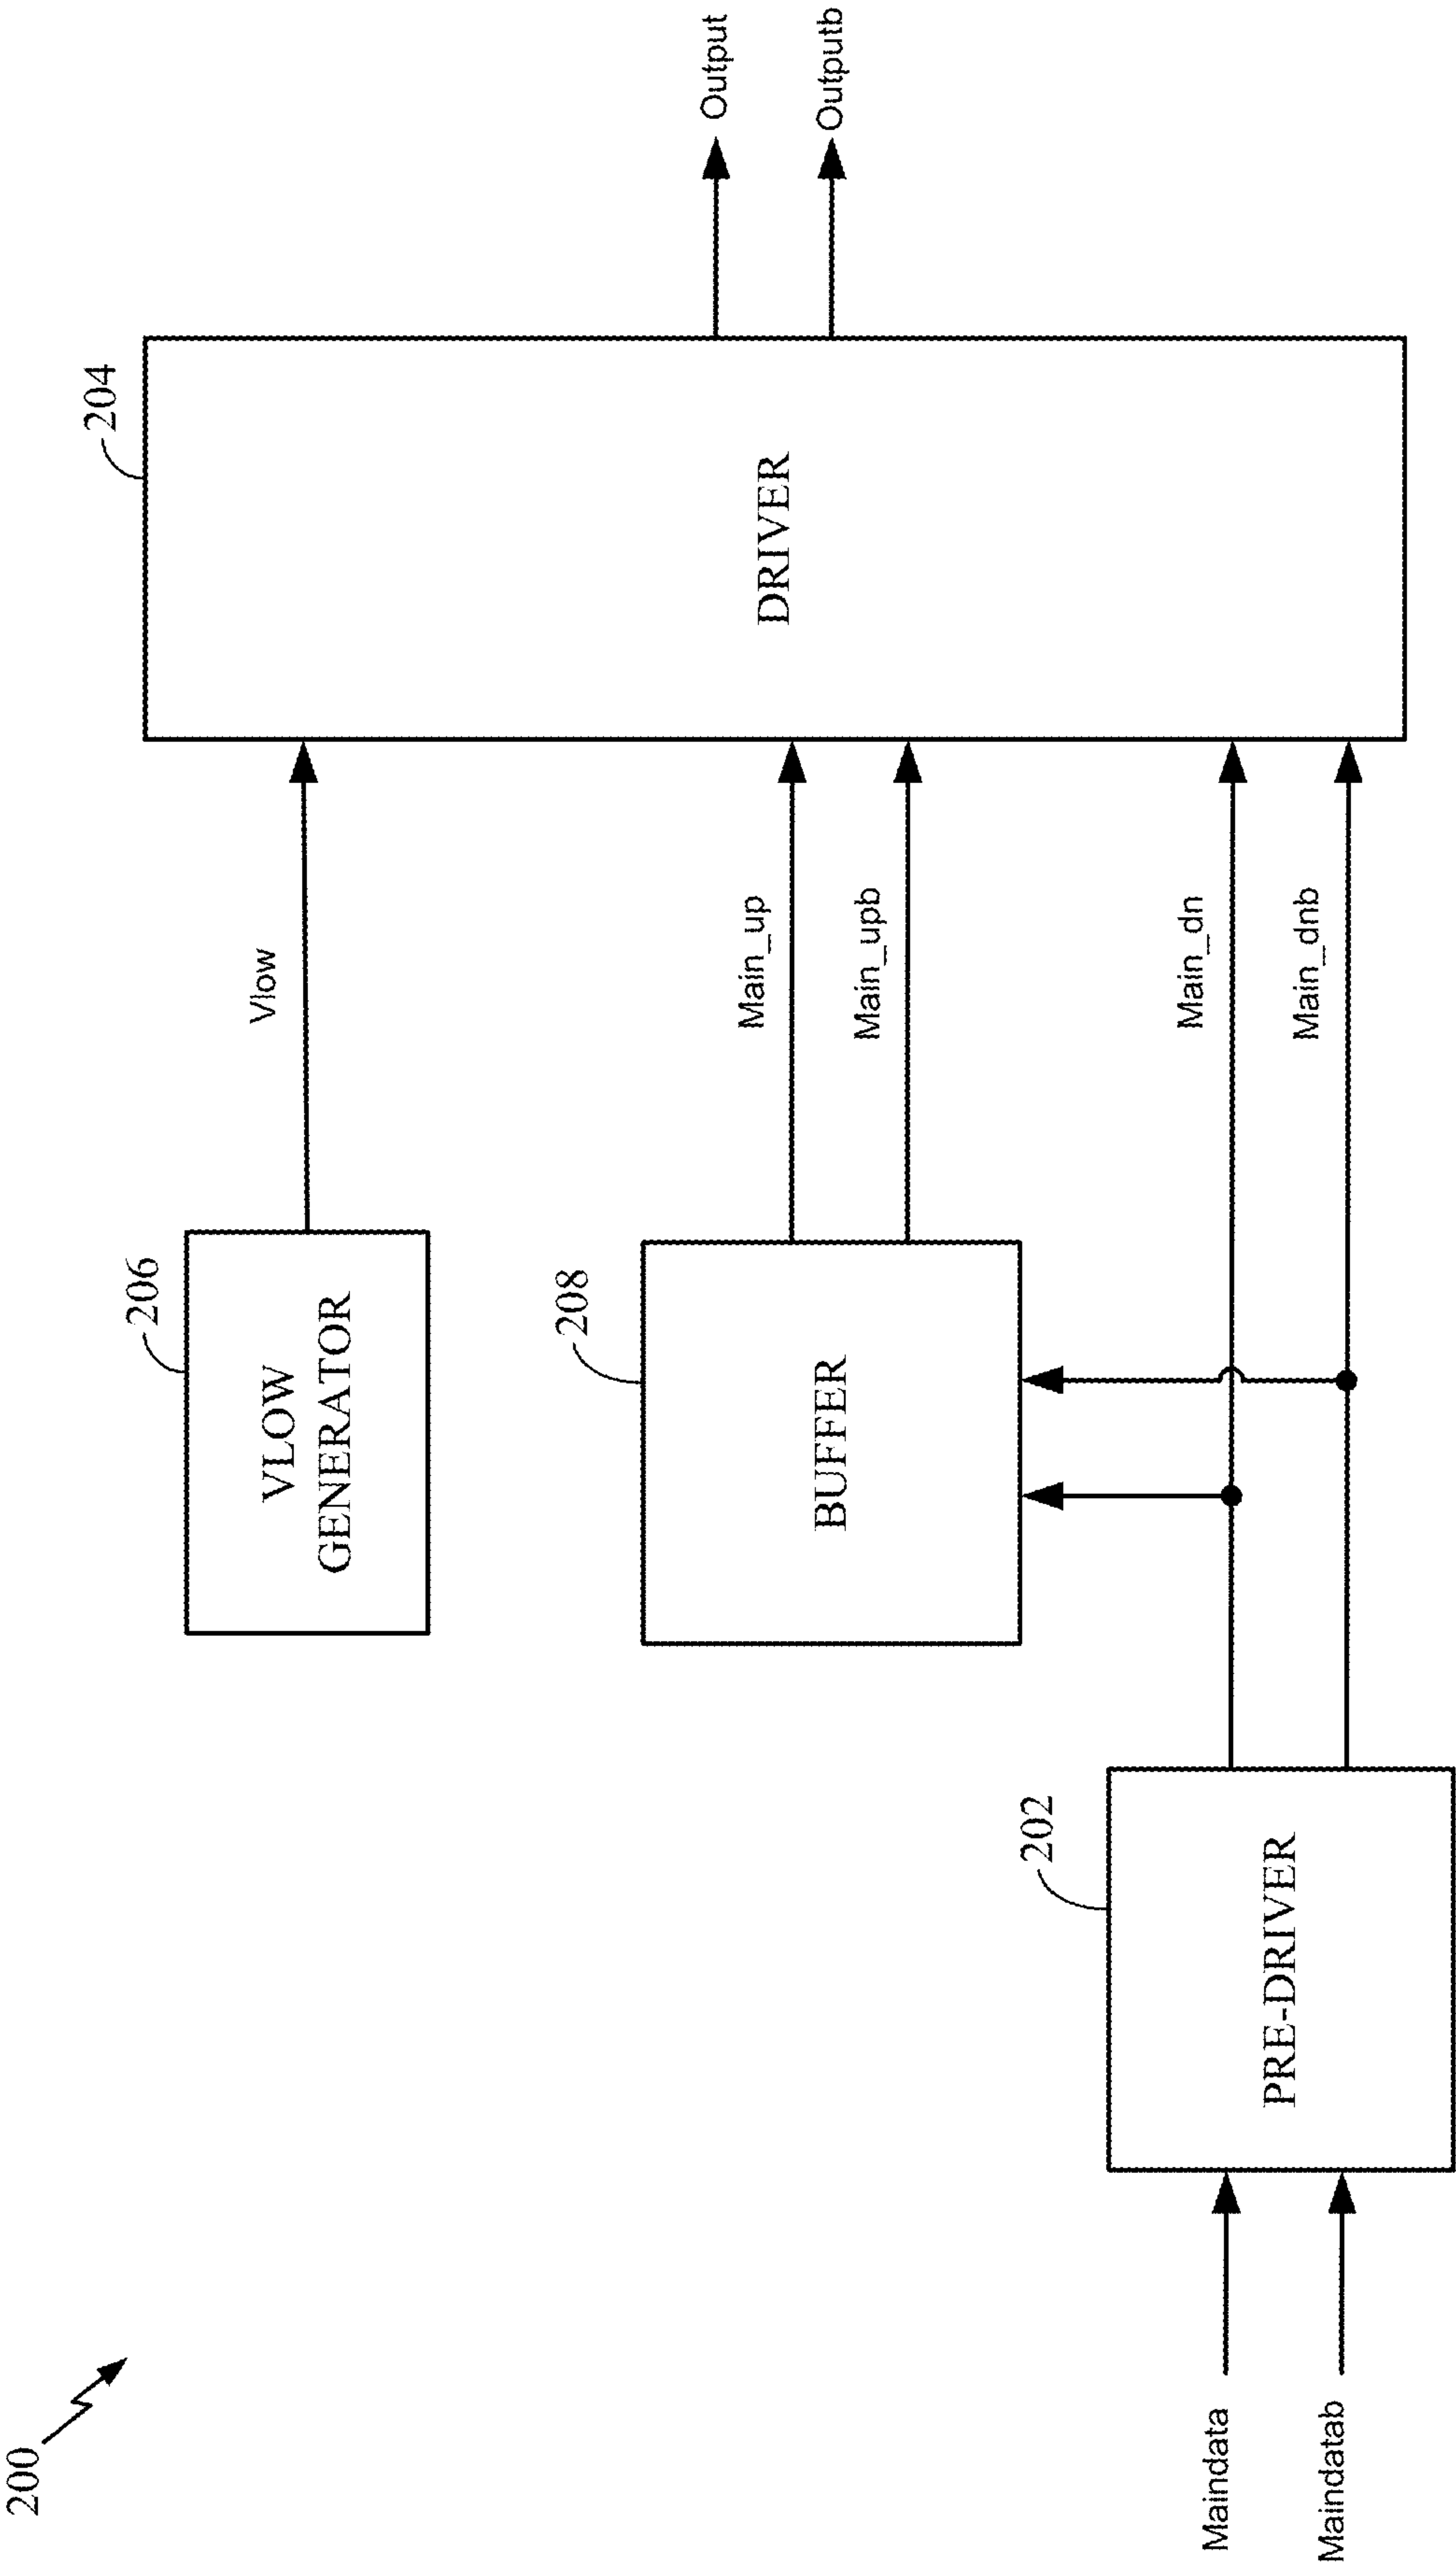 200
204
206
VLOW
GENERATOR
Vlow
208
BUFFER
Main_up
Main_upb
DRIVER
Output
Outputb
202
PRE-DRIVER
Maindata
Maindatab
Main_dn
Main_dnb